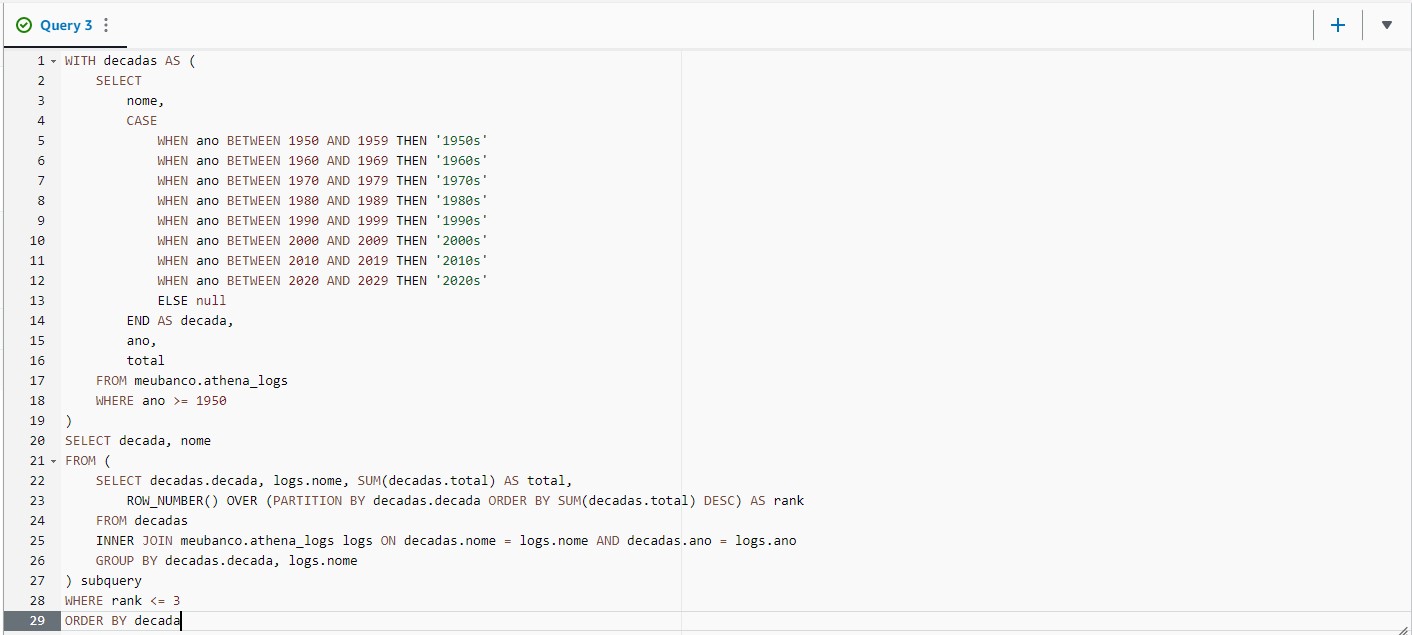 Query 3
1 WITH decadas AS (
2     SELECT
3         nome,
4         CASE
5             WHEN ano BETWEEN 1950 AND 1959 THEN '1950s'
6             WHEN ano BETWEEN 1960 AND 1969 THEN '1960s'
7             WHEN ano BETWEEN 1970 AND 1979 THEN '1970s'
8             WHEN ano BETWEEN 1980 AND 1989 THEN '1980s'
9             WHEN ano BETWEEN 1990 AND 1999 THEN '1990s'
10             WHEN ano BETWEEN 2000 AND 2009 THEN '2000s'
11             WHEN ano BETWEEN 2010 AND 2019 THEN '2010s'
12             WHEN ano BETWEEN 2020 AND 2029 THEN '2020s'
13             ELSE null
14         END AS decada,
15         ano,
16         total
17     FROM meubanco.athena_logs
18     WHERE ano >= 1950
19 )
20 SELECT decada, nome
21 FROM (
22     SELECT decadas.decada, logs.nome, SUM(decadas.total) AS total,
23         ROW_NUMBER() OVER (PARTITION BY decadas.decada ORDER BY SUM(decadas.total) DESC) AS rank
24     FROM decadas
25     INNER JOIN meubanco.athena_logs logs ON decadas.nome = logs.nome AND decadas.ano = logs.ano
26     GROUP BY decadas.decada, logs.nome
27 ) subquery
28 WHERE rank <= 3
29 ORDER BY decada